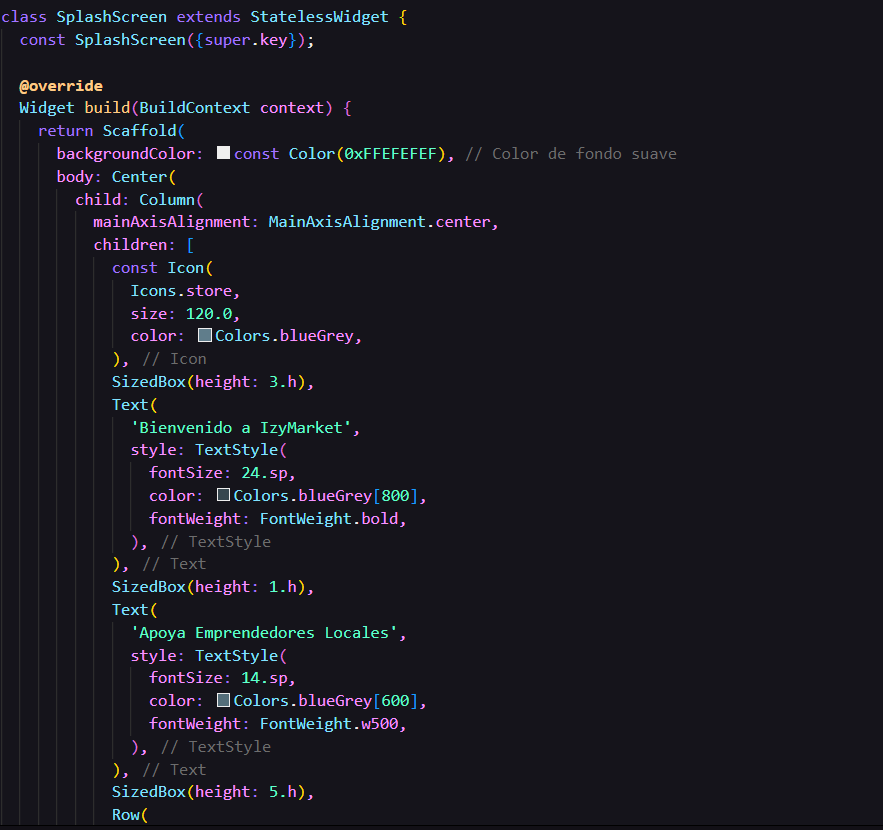 class SplashScreen extends StatelessWidget {
  const SplashScreen({super.key});

  @override
  Widget build(BuildContext context) {
    return Scaffold(
      backgroundColor: const Color(0xFFEFEFEF), // Color de fondo suave
      body: Center(
        child: Column(
          mainAxisAlignment: MainAxisAlignment.center,
          children: [
            const Icon(
              Icons.store,
              size: 120.0,
              color: Colors.blueGrey,
            ), // Icon
            SizedBox(height: 3.h),
            Text(
              'Bienvenido a IzyMarket',
              style: TextStyle(
                fontSize: 24.sp,
                color: Colors.blueGrey[800],
                fontWeight: FontWeight.bold,
              ), // TextStyle
            ), // Text
            SizedBox(height: 1.h),
            Text(
              'Apoya Emprendedores Locales',
              style: TextStyle(
                fontSize: 14.sp,
                color: Colors.blueGrey[600],
                fontWeight: FontWeight.w500,
              ), // TextStyle
            ), // Text
            SizedBox(height: 5.h),
            Row(